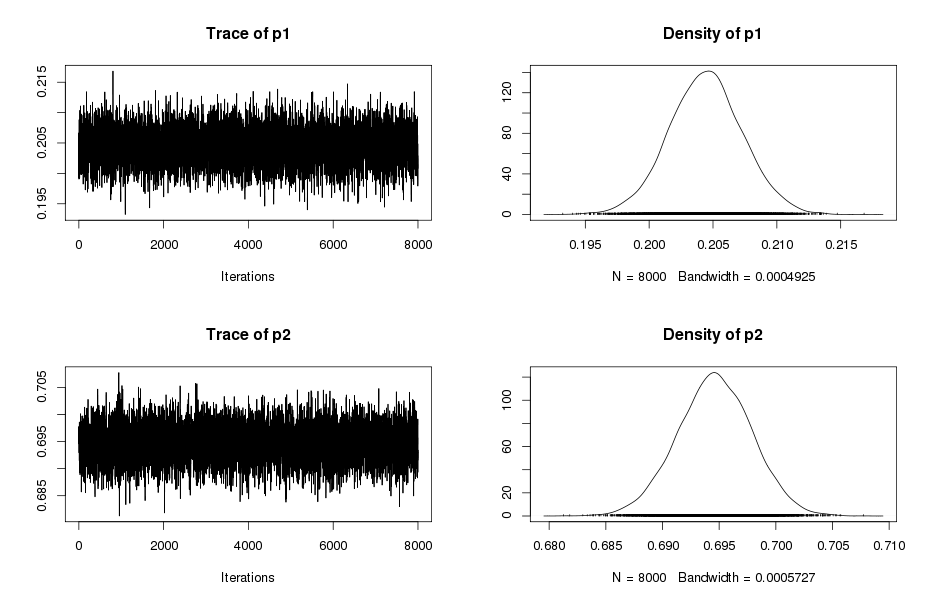 Trace of p1
0.195 0.205 0.215
0 2000 4000 6000 8000
Iterations
Density of p1
0 40 80 120
0.195 0.200 0.205 0.210 0.215
N = 8000 Bandwidth = 0.0004925
Trace of p2
0.685 0.695 0.705
0 2000 4000 6000 8000
Iterations
Density of p2
0 20 60 100
0.680 0.685 0.690 0.695 0.700 0.705 0.710
N = 8000 Bandwidth = 0.0005727